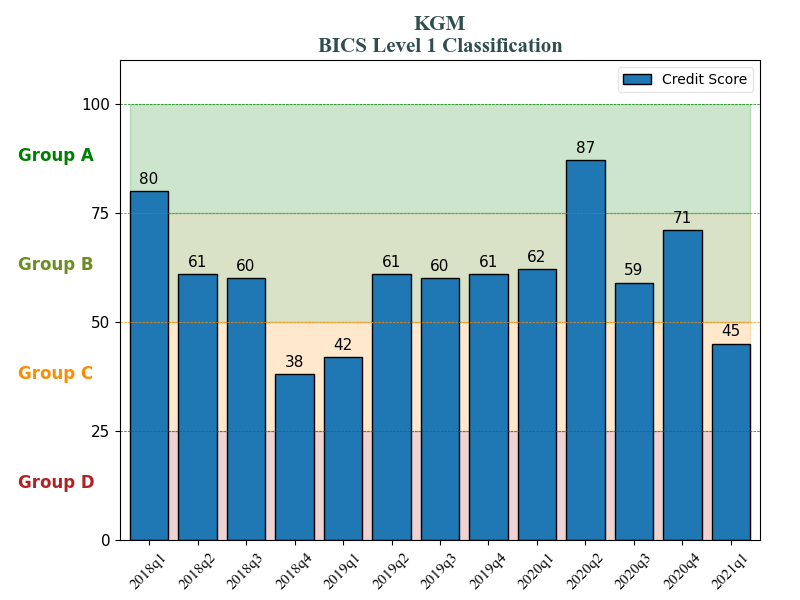 KGM
BICS Level 1 Classification
Credit Score
100
Group A
87
80
75
71
Group B
61
60
61
60
61
62
59
50
Group C
38
42
45
25
Group D
0
2018q1
2018q2
2018q3
2018q4
2019q1
2019q2
2019q3
2019q4
2020q1
2020q2
2020q3
2020q4
2021q1